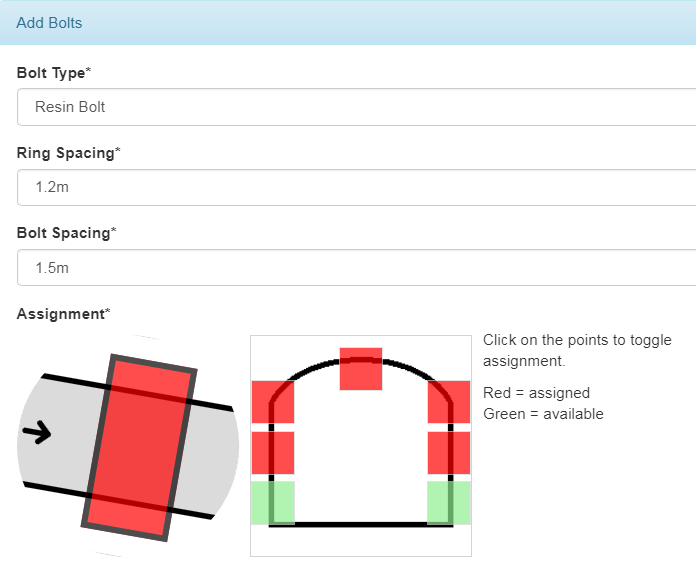 Add Bolts
Bolt Type*
Resin Bolt
Ring Spacing*
1.2m
Bolt Spacing*
1.5m
Assignment*
Click on the points to toggle
assignment.
Red = assigned
Green = available